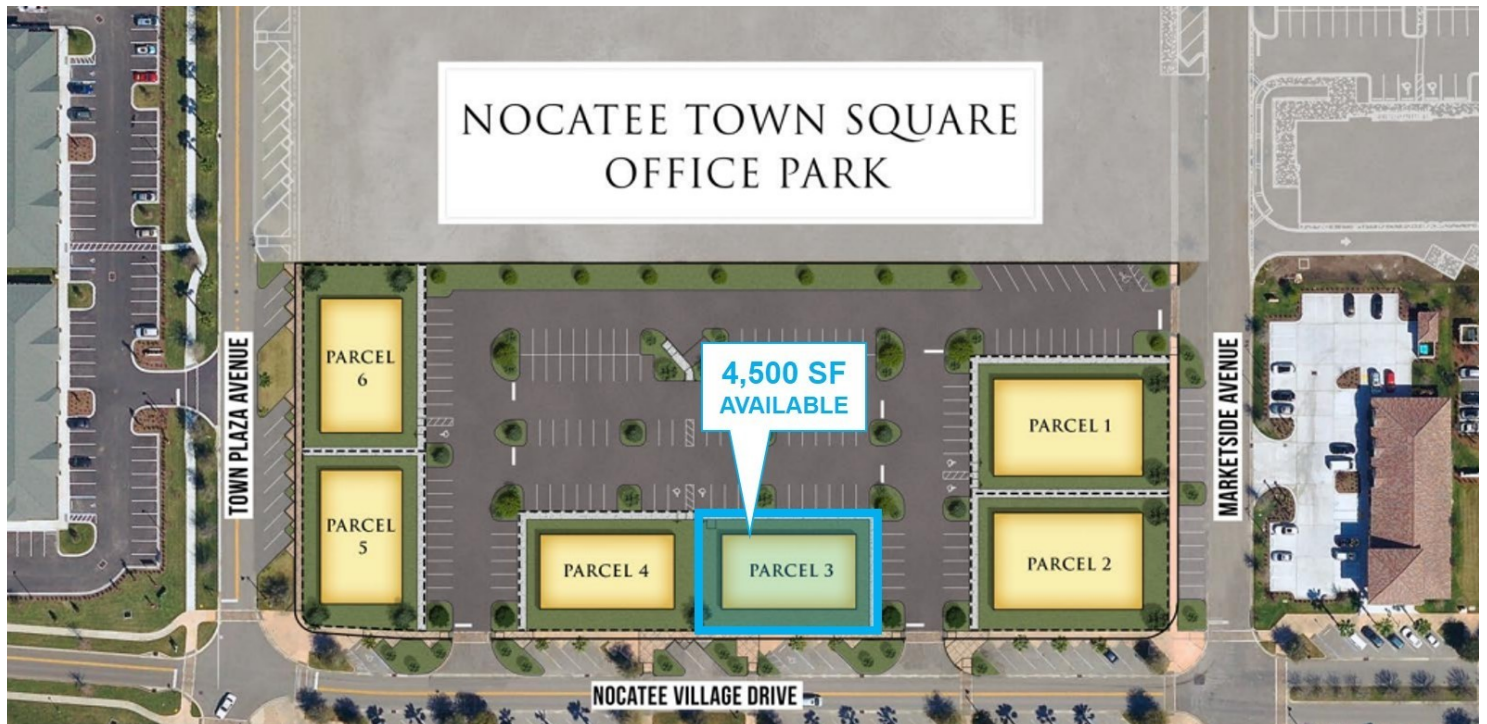 NOCATEE TOWN SQUARE
OFFICE PARK
PARCEL
6
4,500 SF
AVAILABLE
PARCEL 1
TOWN PLAZA AVENUE
MARKETSIDE AVENUE
PARCEL
5
PARCEL 4
PARCEL 3
PARCEL 2
NOCATEE VILLAGE DRIVE